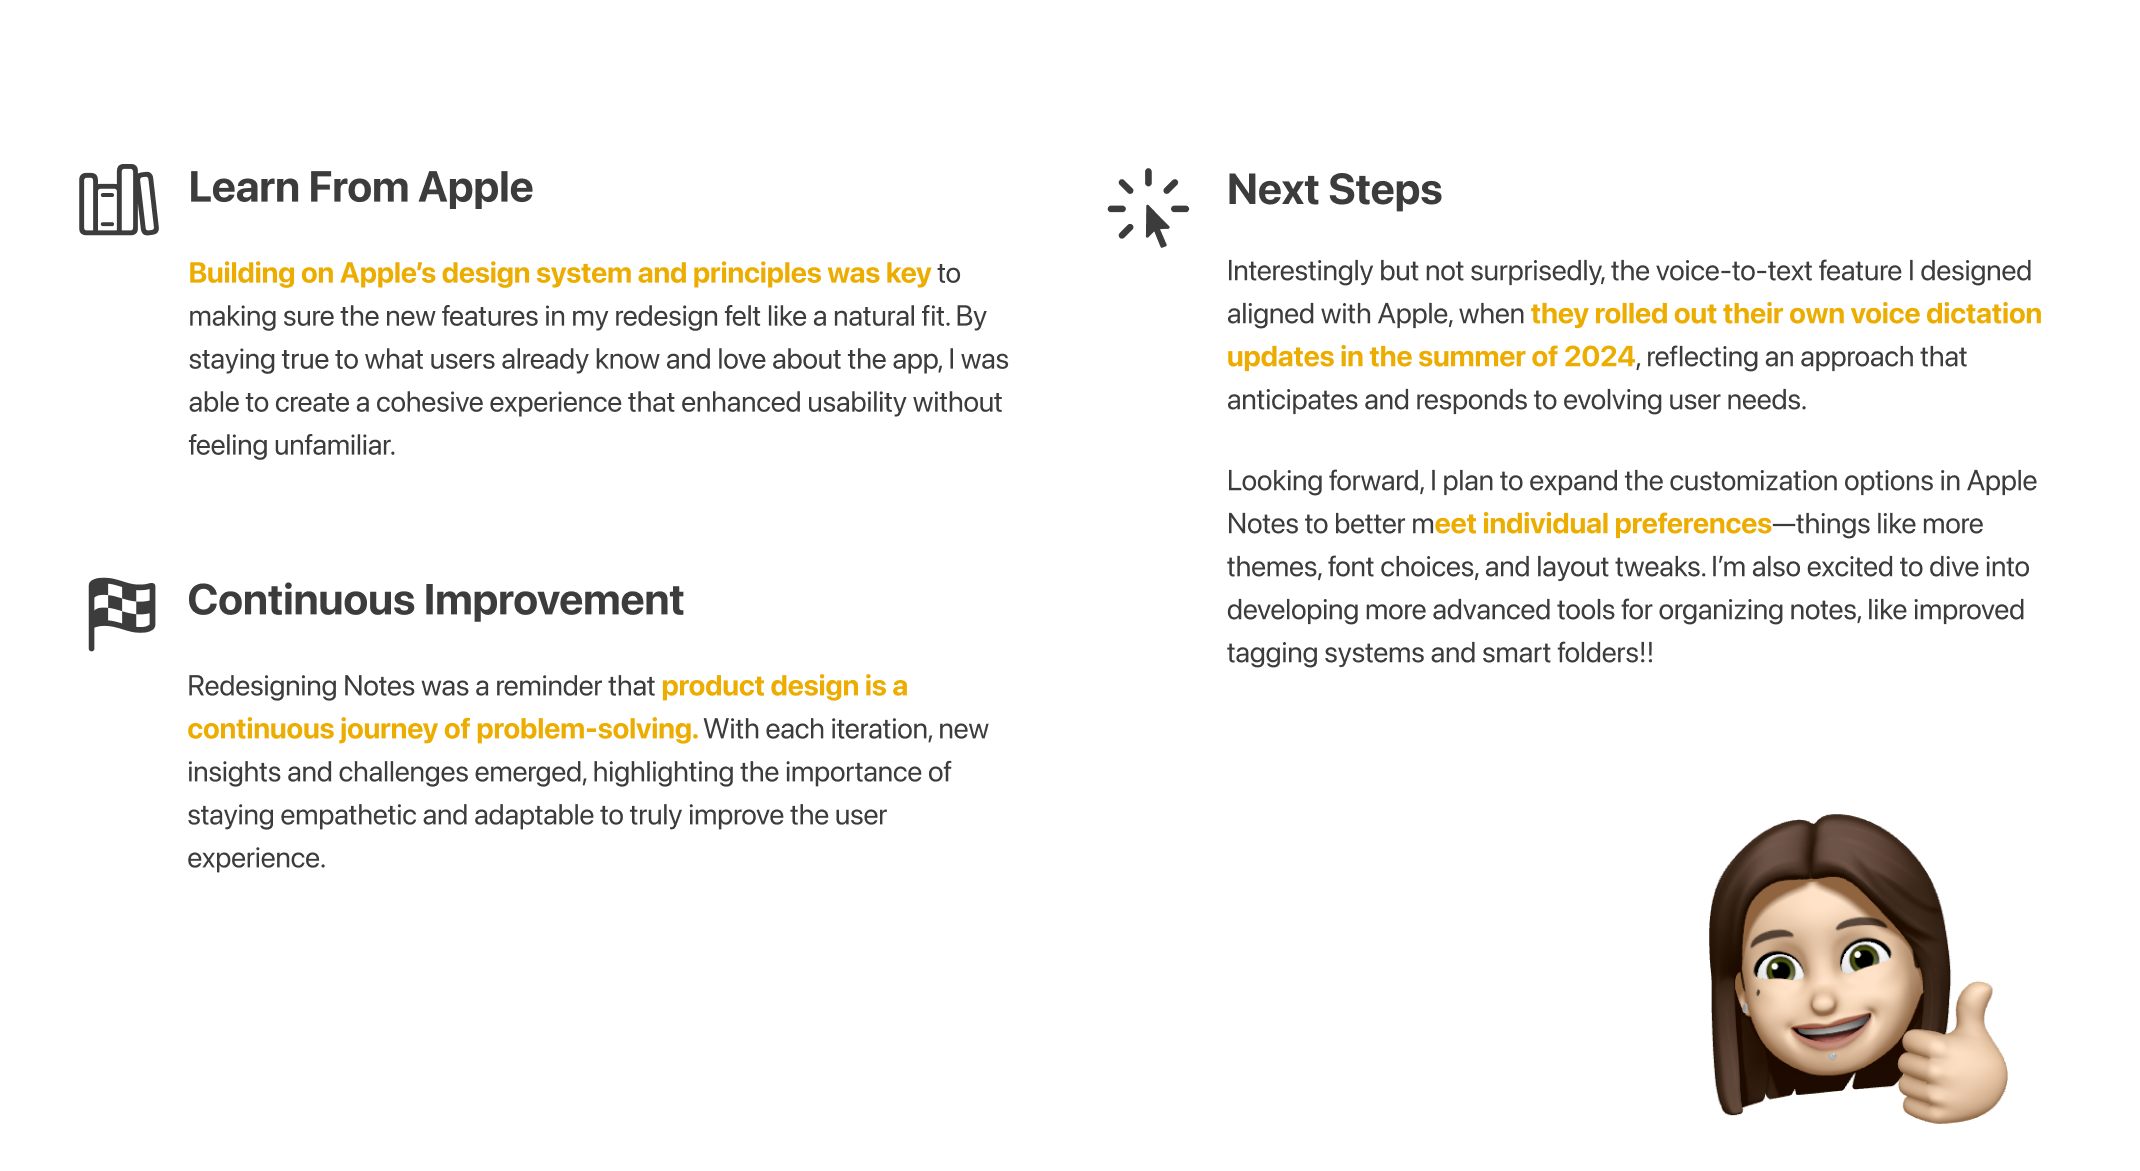 Learn From Apple
Building on Apple's design system and principles was key to
making sure the new features in my redesign felt like a natural fit. By
staying true to what users already know and love about the app, I was
able to create a cohesive experience that enhanced usability without
feeling unfamiliar.
Continuous Improvement
Redesigning Notes was a reminder that product design is a
continuous journey of problem-solving. With each iteration, new
insights and challenges emerged, highlighting the importance of
staying empathetic and adaptable to truly improve the user
experience.
Next Steps
Interestingly but not surprisedly, the voice-to-text feature I designed
aligned with Apple, when they rolled out their own voice dictation
updates in the summer of 2024, reflecting an approach that
anticipates and responds to evolving user needs.
Looking forward, I plan to expand the customization options in Apple
Notes to better meet individual preferences—things like more
themes, font choices, and layout tweaks. I'm also excited to dive into
developing more advanced tools for organizing notes, like improved
tagging systems and smart folders!!